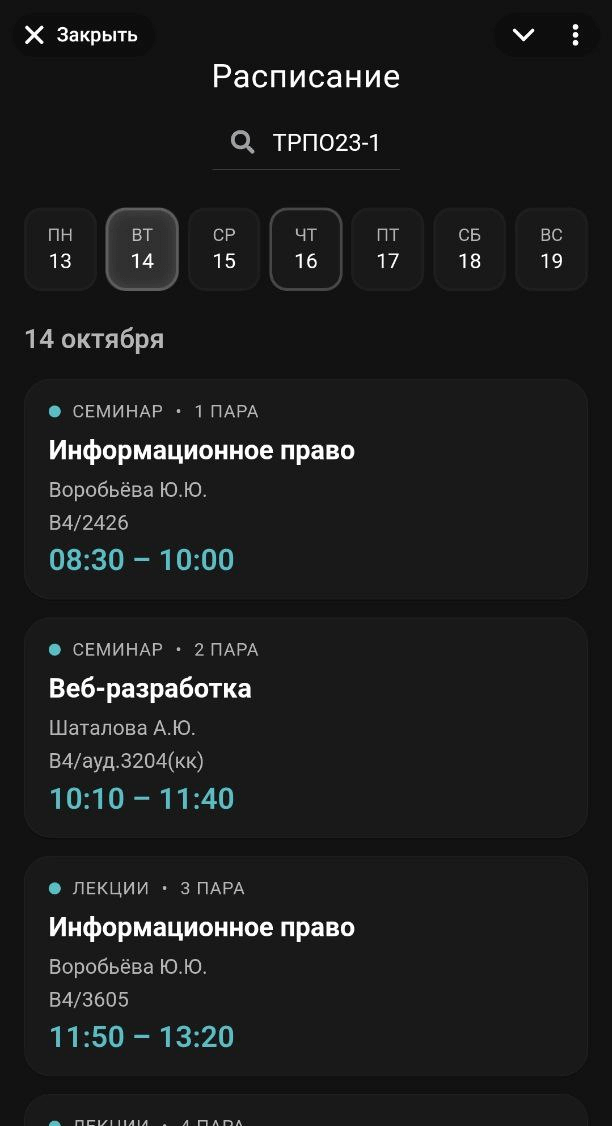 Закрыть
Расписание
ТРПО23-1
ПН ВТ СР ЧТ ПТ СБ ВС
13 14 15 16 17 18 19
14 октября
СЕМИНАР • 1 ПАРА
Информационное право
Воробьёва Ю.Ю.
В4/2426
08:30 – 10:00
СЕМИНАР • 2 ПАРА
Веб-разработка
Шаталова А.Ю.
В4/ауд.3204(кк)
10:10 – 11:40
ЛЕКЦИИ • 3 ПАРА
Информационное право
Воробьёва Ю.Ю.
В4/3605
11:50 – 13:20
ЛЕКЦИИ • 4 ПАРА